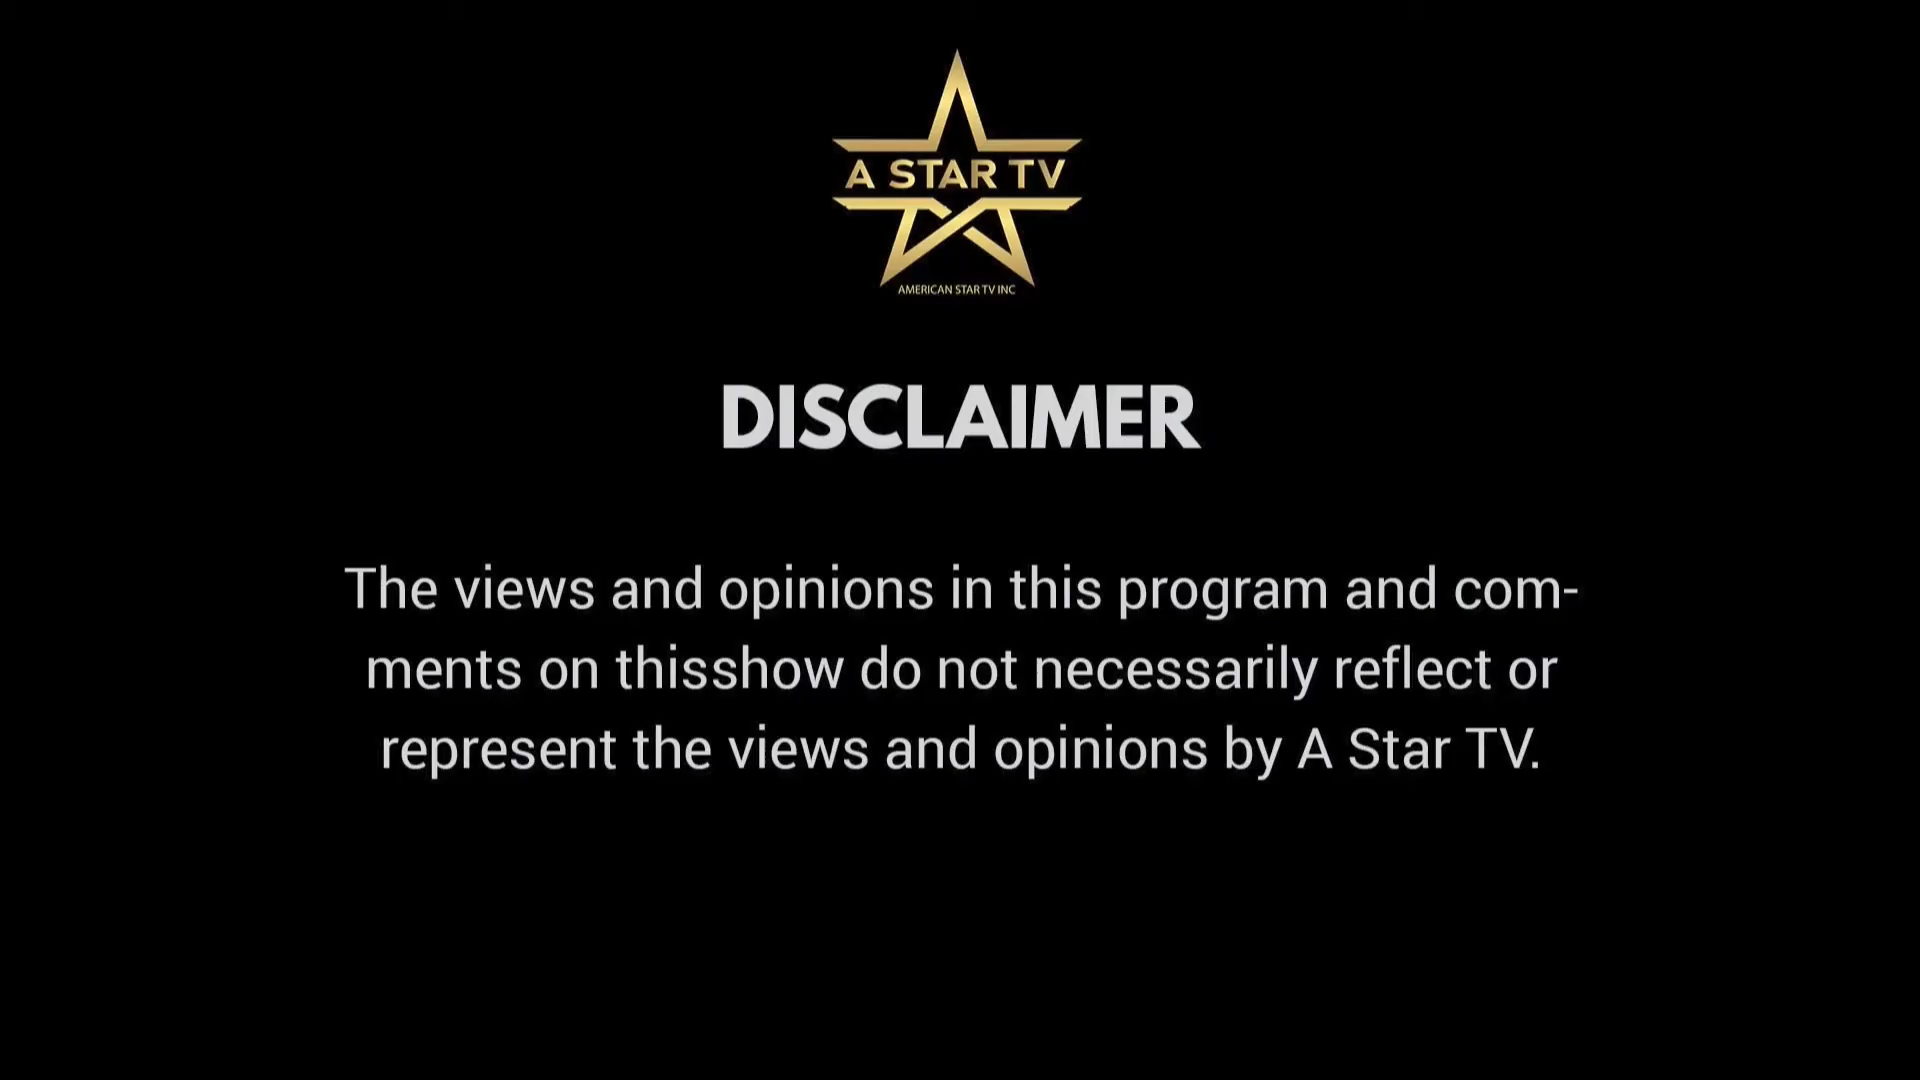 A STAR TV
AMERICAN STAR TV INC
DISCLAIMER
The views and opinions in this program and com-
ments on thisshow do not necessarily reflect or
represent the views and opinions by A Star TV.